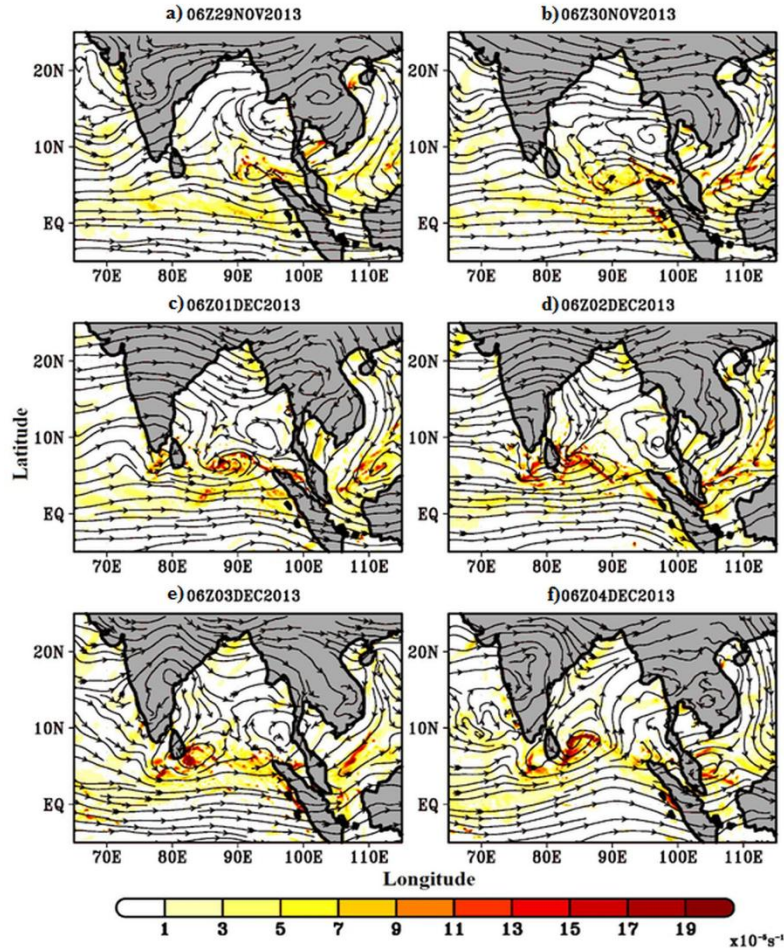 a) 06Z29NOV2013
b) 06Z30NOV2013
20N
10N
EQ
70E 80E 90E 100E 110E
20N
10N
EQ
70E 80E 90E 100E 110E
c) 06Z01DEC2013
d) 06Z02DEC2013
20N
10N
EQ
70E 80E 90E 100E 110E
20N
10N
EQ
70E 80E 90E 100E 110E
Latitude
e) 06Z03DEC2013
f) 06Z04DEC2013
20N
10N
EQ
70E 80E 90E 100E 110E
20N
10N
EQ
70E 80E 90E 100E 110E
Longitude
1 3 5 7 9 11 13 15 17 19